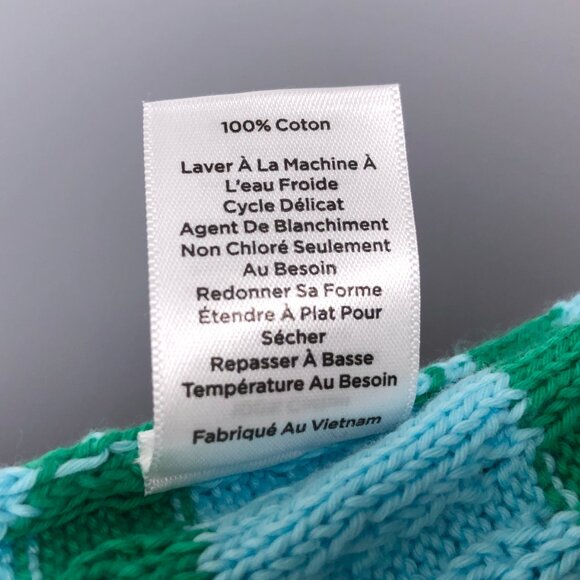 100% Coton
Laver À La Machine À
L'eau Froide
Cycle Délicat
Agent De Blanchiment
Non Chloré Seulement
Au Besoin
Redonner Sa Forme
Étendre À Plat Pour
Sécher
Repasser À Basse
Température Au Besoin
Fabriqué Au Vietnam